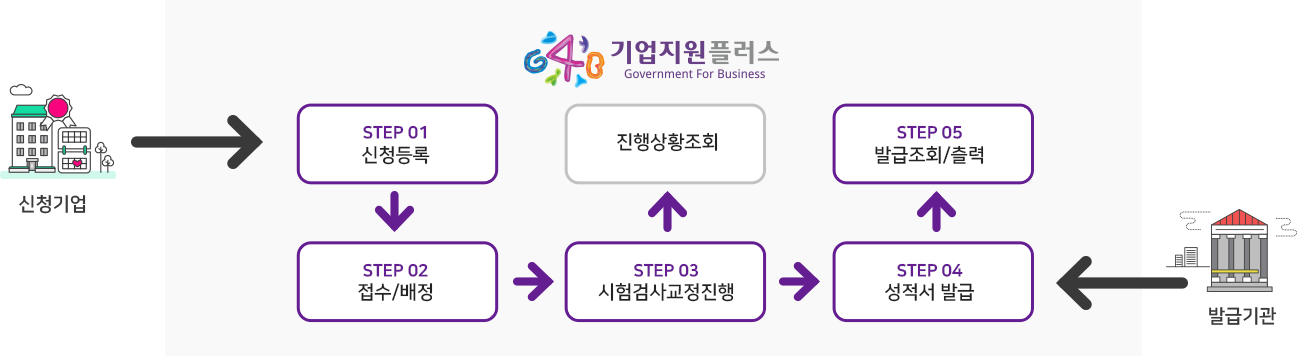 G4B 기업지원플러스
Government For Business
신청기업
STEP 01
신청등록
진행상황조회
STEP 05
발급조회/출력
STEP 02
접수/배정
STEP 03
시험검사교정진행
STEP 04
성적서 발급
발급기관